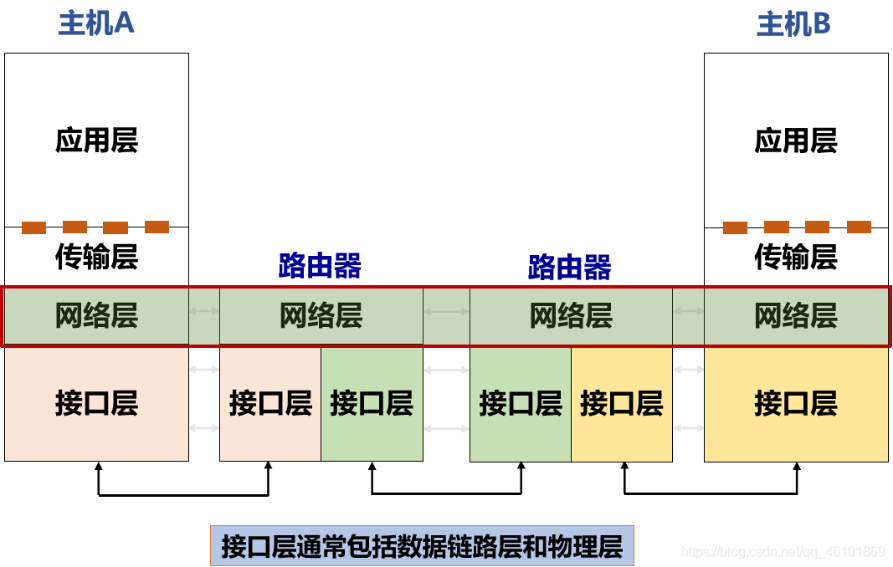 主机A
主机B
应用层
应用层
传输层
路由器
路由器
传输层
网络层
网络层
网络层
网络层
接口层
接口层
接口层
接口层
接口层
接口层
接口层通常包括数据链路层和物理层
https://blog.csdn.net/qq_46101869